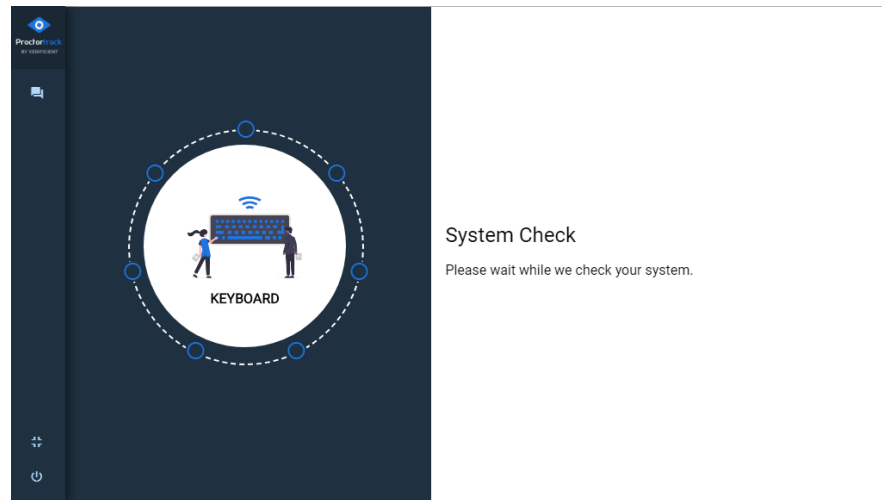 Proctortrack
BY VERIFICIENT
KEYBOARD
System Check
Please wait while we check your system.